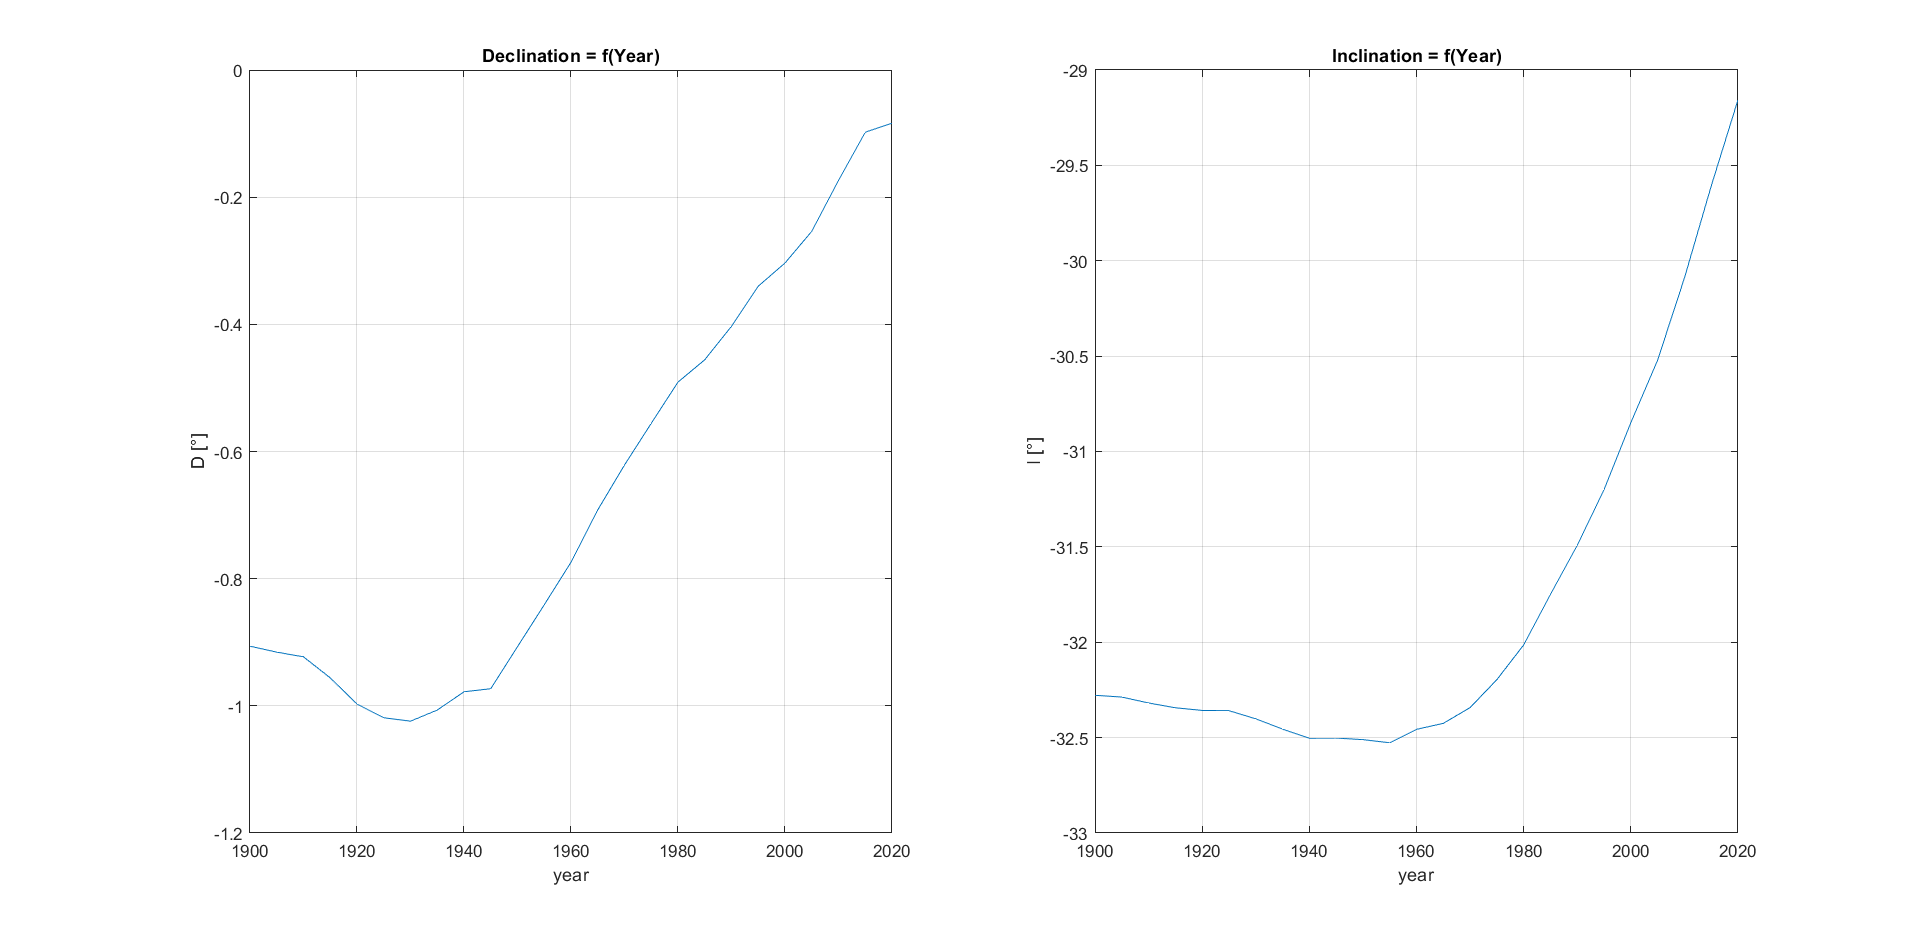 Declination = f(Year)
0
-0.2
-0.4
-0.6
-0.8
-1
-1.2
D [°]
1900 1920 1940 1960 1980 2000 2020
year
Inclination = f(Year)
-29
-29.5
-30
-30.5
-31
-31.5
-32
-32.5
-33
I [°]
1900 1920 1940 1960 1980 2000 2020
year